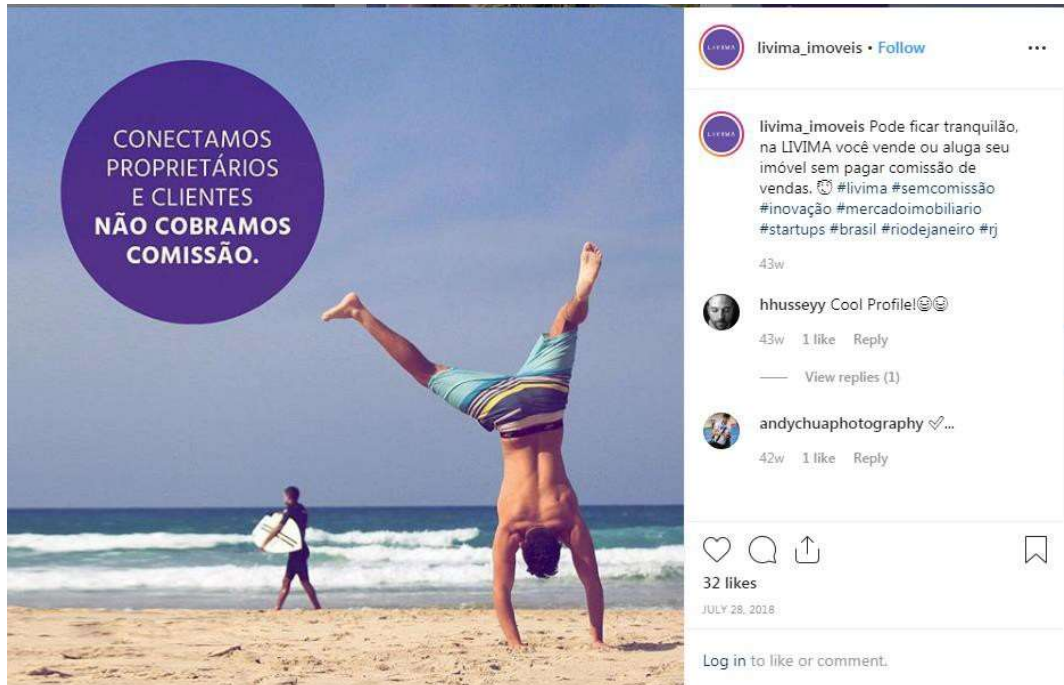 CONECTAMOS
PROPRIETÁRIOS
E CLIENTES
NÃO COBRAMOS
COMISSÃO.
LIVIMA
livima_imoveis • Follow
LIVIMA
livima_imoveis Pode ficar tranquilão,
na LIVIMA você vende ou aluga seu
imóvel sem pagar comissão de
vendas. #livima #semcomissão
#inovação #mercadoimobiliario
#startups #brasil #riodejaneiro #rj
43w
hhusseyy Cool Profile!
43w 1 like Reply
View replies (1)
andychuaphotography ...
42w 1 like Reply
32 likes
JULY 28, 2018
Log in to like or comment.